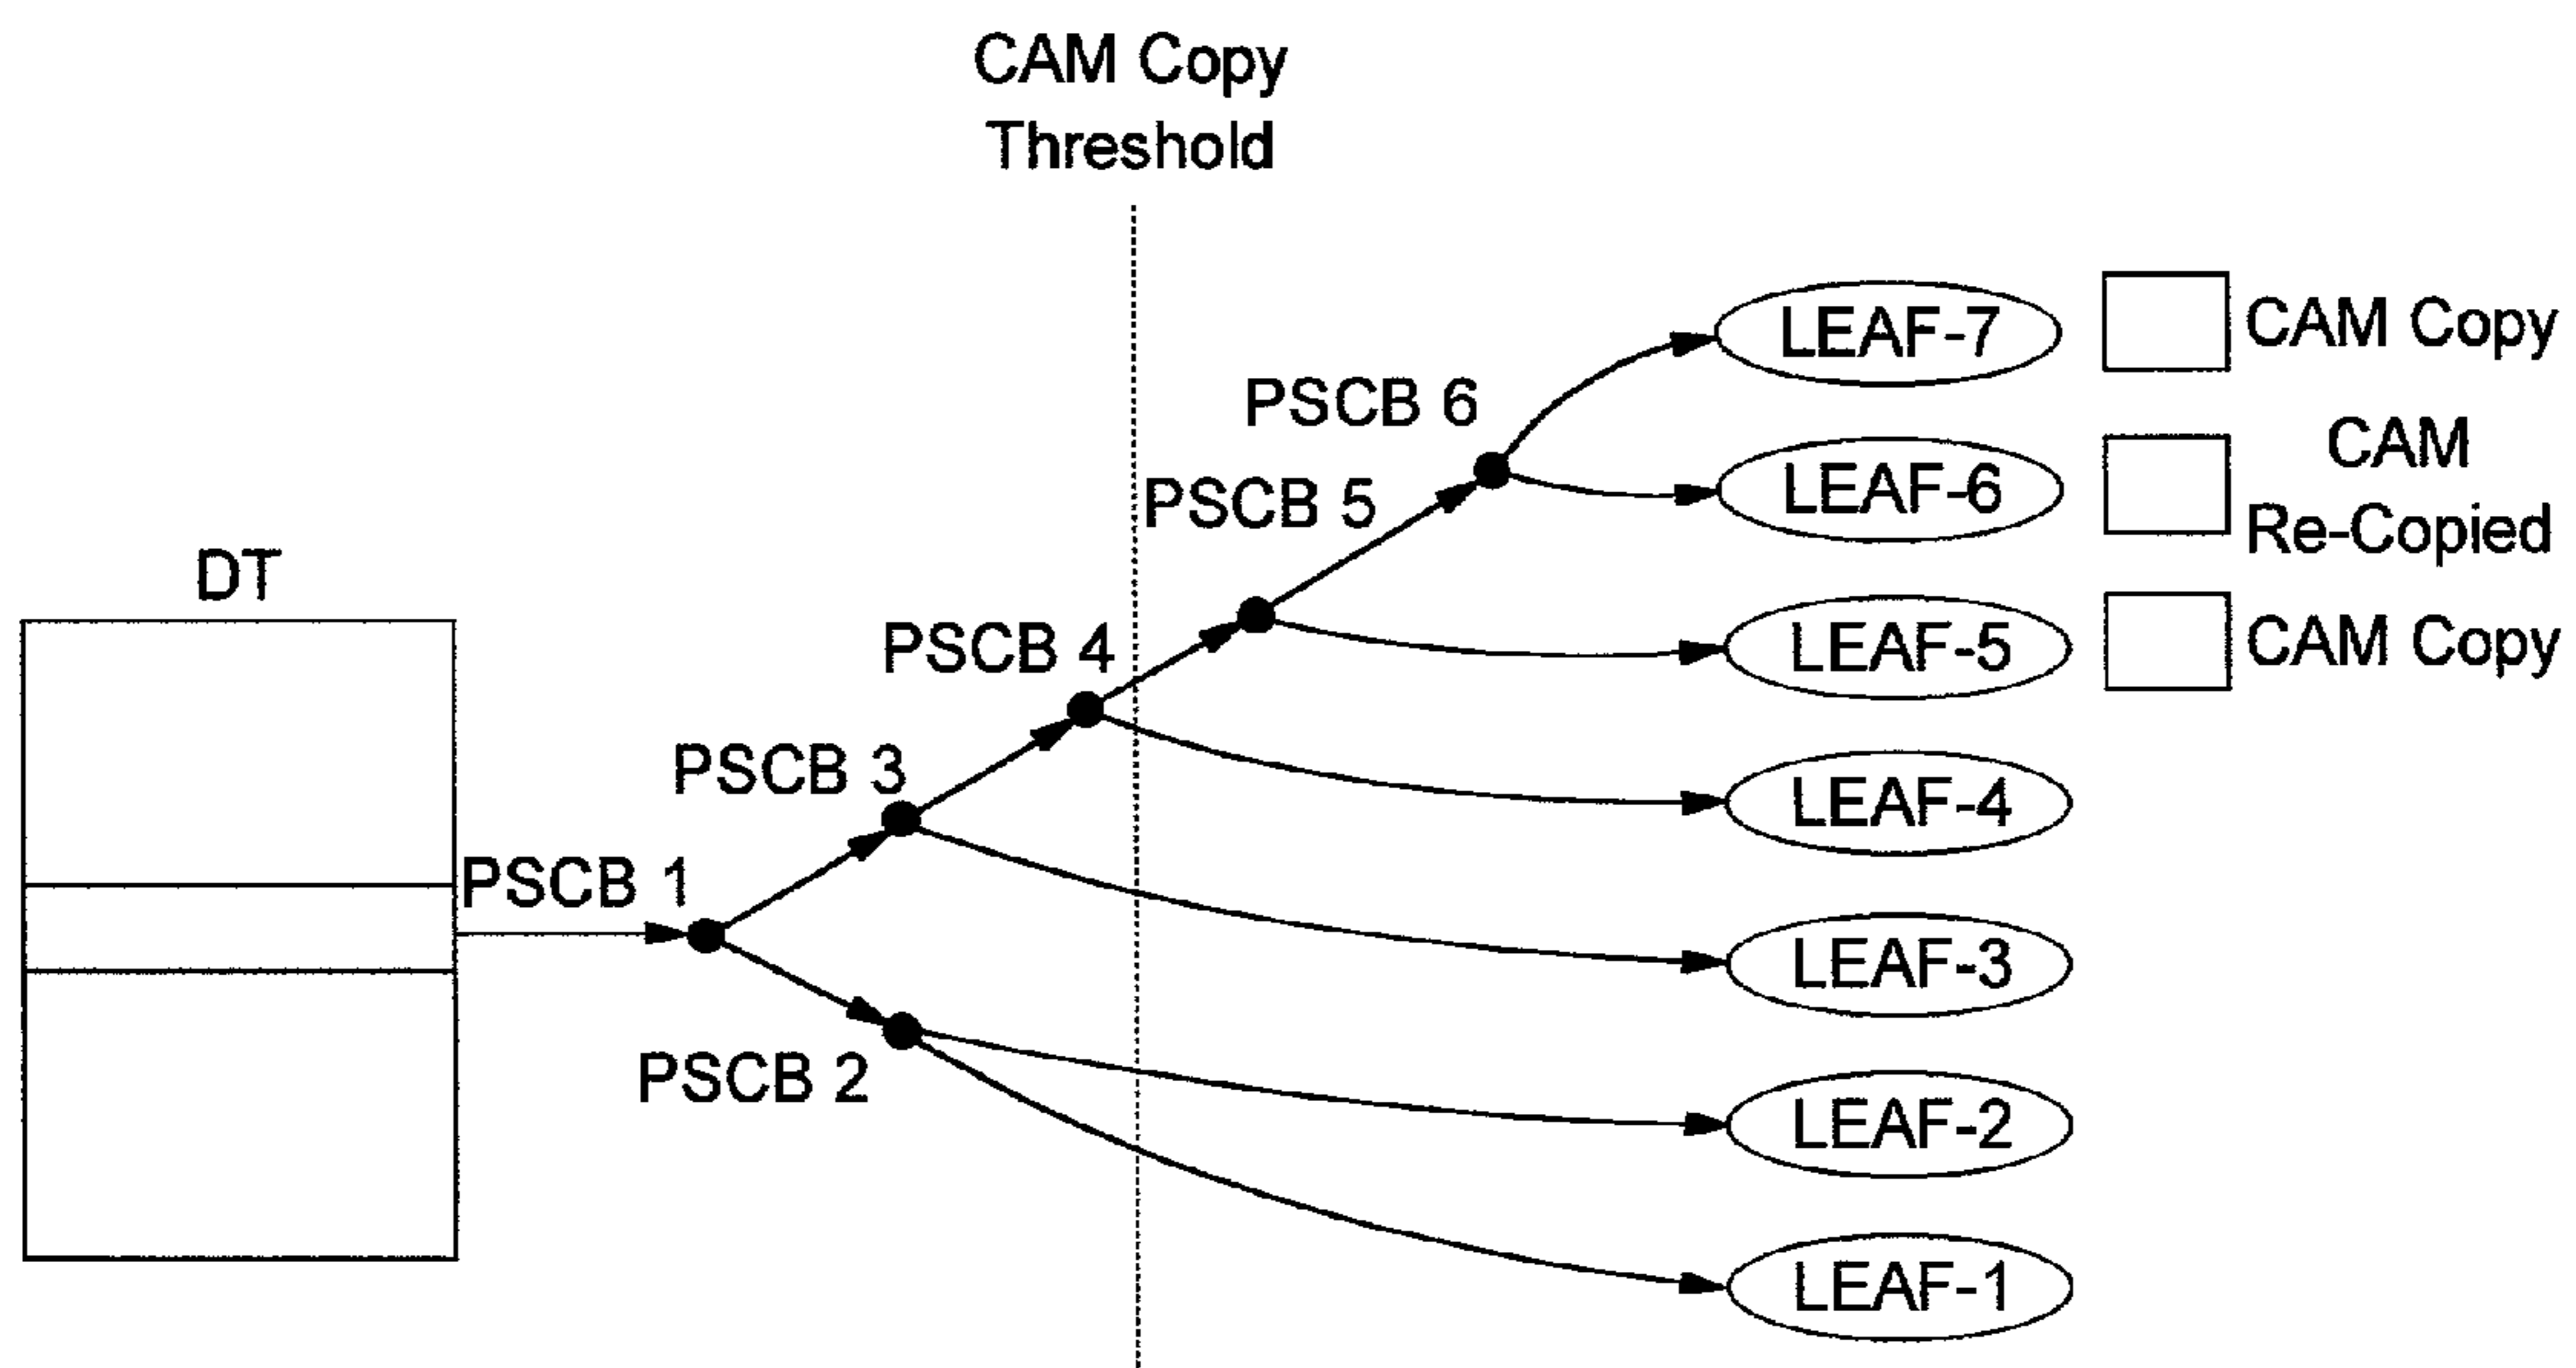 CAM Copy
Threshold
LEAF-7
CAM Copy
PSCB 6
CAM
LEAF-6
PSCB 5
Re-Copied
DT
PSCB 4
LEAF-5
CAM Copy
PSCB 3
LEAF-4
PSCB 1
LEAF-3
PSCB 2
LEAF-2
LEAF-1